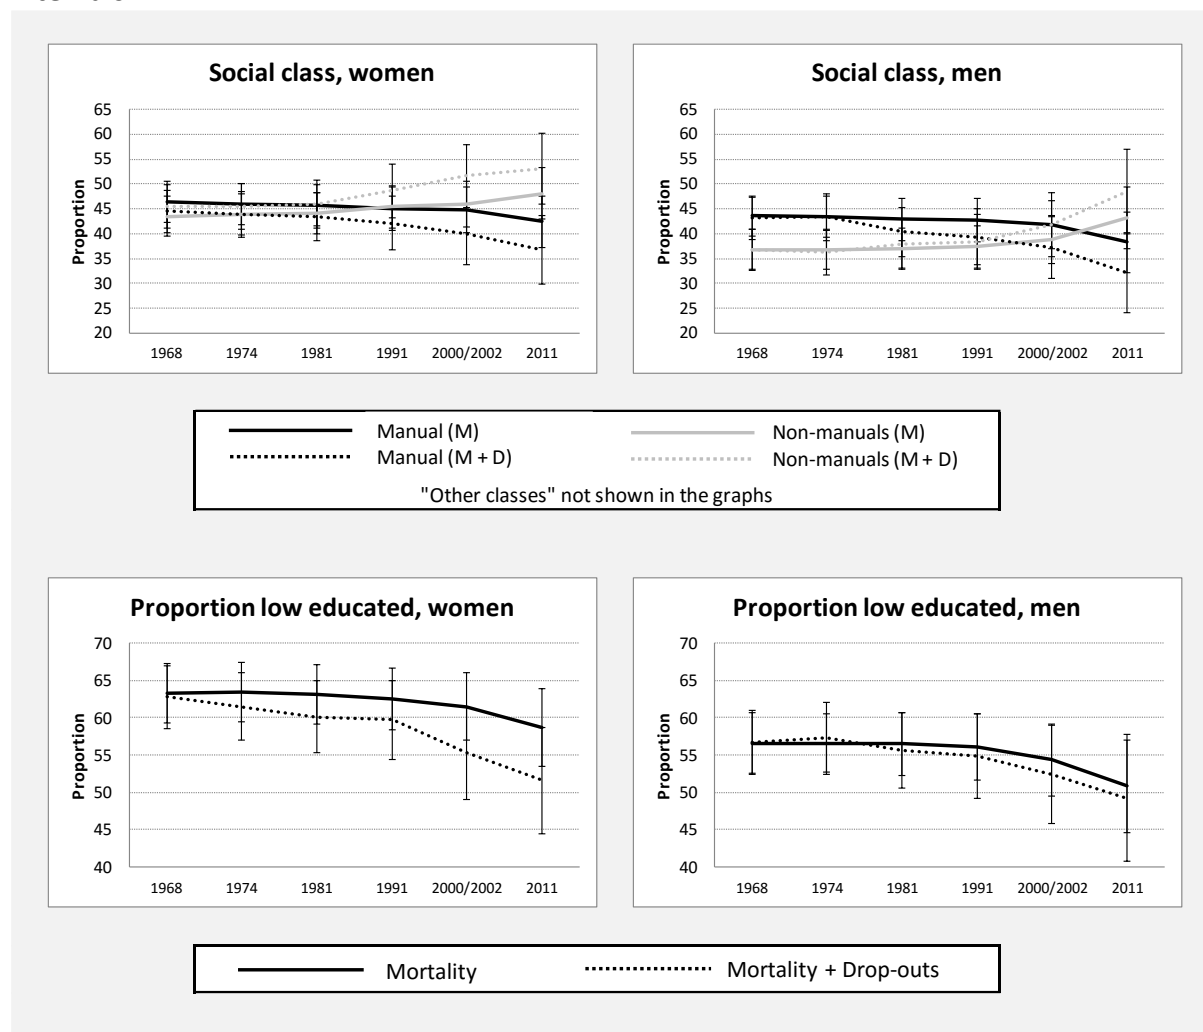 Social class, women
65
60
55
50
45
40
35
30
25
20
Proportion
1968 1974 1981 1991 2000/2002 2011
Social class, men
65
60
55
50
45
40
35
30
25
20
Proportion
1968 1974 1981 1991 2000/2002 2011
Manual (M) Non-manuals (M)
Manual (M + D) Non-manuals (M + D)
"Other classes" not shown in the graphs
Proportion low educated, women
70
65
60
55
50
45
40
Proportion
1968 1974 1981 1991 2000/2002 2011
Proportion low educated, men
70
65
60
55
50
45
40
Proportion
1968 1974 1981 1991 2000/2002 2011
Mortality Mortality + Drop-outs